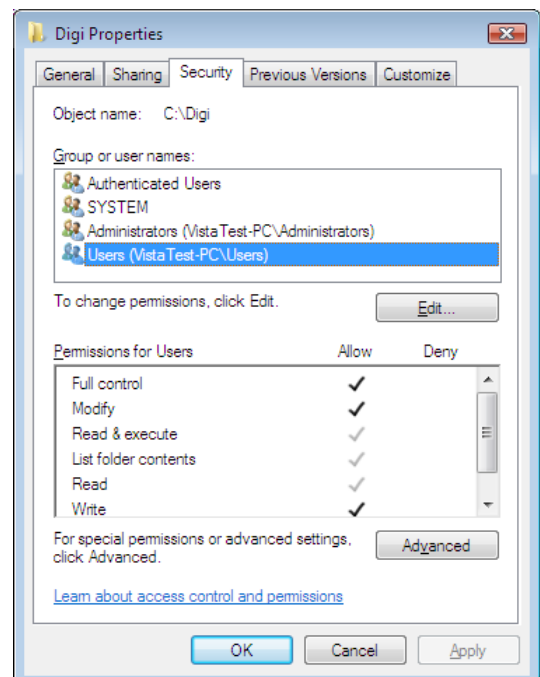 Digi Properties
General Sharing Security Previous Versions Customize
Object name: C:\Digi
Group or user names:
Authenticated Users
SYSTEM
Administrators (VistaTest-PC\Administrators)
Users (VistaTest-PC\Users)
To change permissions, click Edit.
Edit...
Permissions for Users Allow Deny
Full control
Modify
Read & execute
List folder contents
Read
Write
For special permissions or advanced settings,
click Advanced.
Advanced
Learn about access control and permissions
OK Cancel Apply